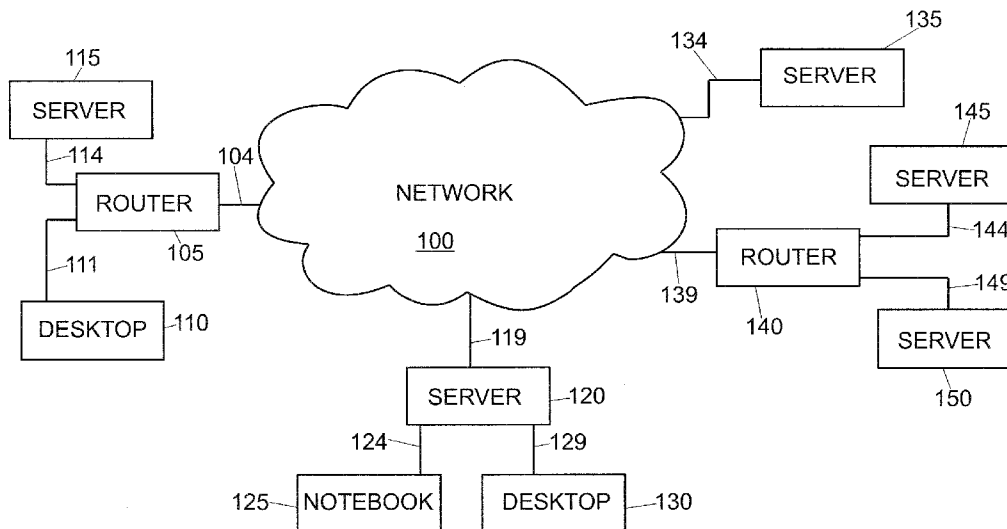 134
135
SERVER
115
SERVER
114
104
ROUTER
105
111
DESKTOP
110
NETWORK
100
145
SERVER
144
139
ROUTER
140
149
SERVER
150
119
SERVER
120
124
129
125
NOTEBOOK
DESKTOP
130